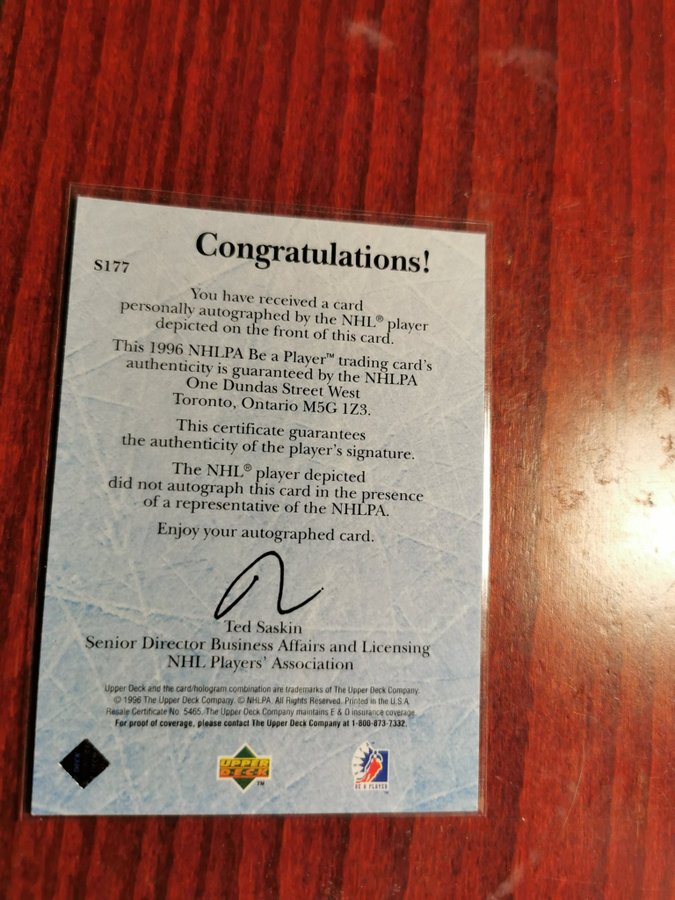 Congratulations!
S177
You have received a card
personally autographed by the NHL® player
depicted on the front of this card.
This 1996 NHLPA Be a Player™ trading card's
authenticity is guaranteed by the NHLPA
One Dundas Street West
Toronto, Ontario M5G 1Z3.
This certificate guarantees
the authenticity of the player's signature.
The NHL® player depicted
did not autograph this card in the presence
of a representative of the NHLPA.
Enjoy your autographed card.
Ted Saskin
Senior Director Business Affairs and Licensing
NHL Players' Association
Upper Deck and the card/hologram combination are trademarks of The Upper Deck Company.
© 1996 The Upper Deck Company. © NHLPA. All Rights Reserved. Printed in the U.S.A.
Resale Certificate No. 5465. The Upper Deck Company maintains E & O insurance coverage.
For proof of coverage, please contact The Upper Deck Company at 1-800-873-7332.
UPPER
DECK
™
BE A PLAYER
™